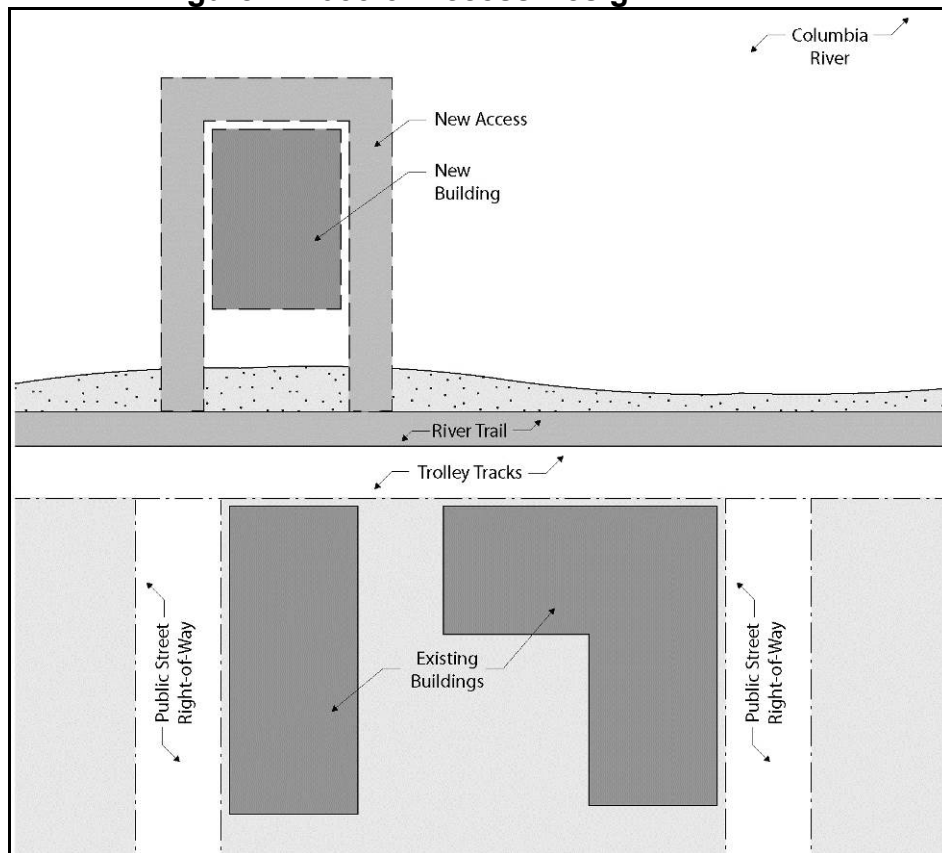 Columbia
River
New Access
New
Building
River Trail
Trolley Tracks
Public Street
Right-of-Way
Existing
Buildings
Public Street
Right-of-Way